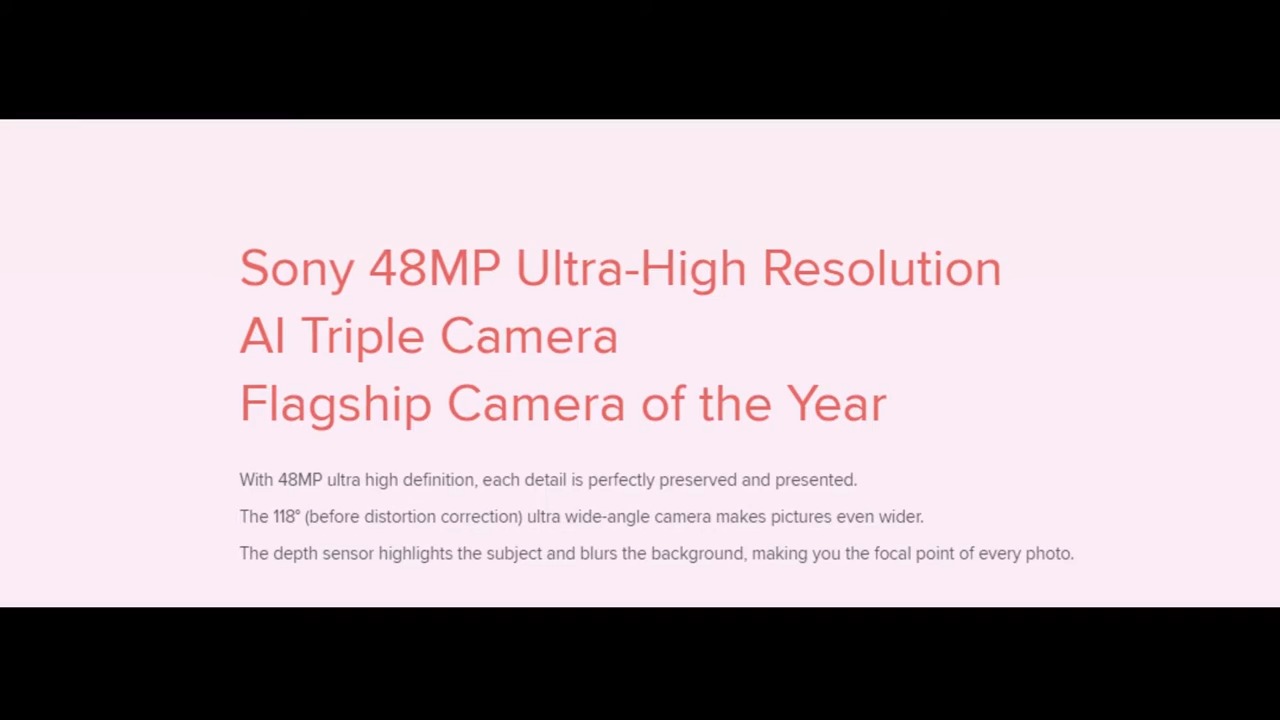 Sony 48MP Ultra-High Resolution
AI Triple Camera
Flagship Camera of the Year
With 48MP ultra high definition, each detail is perfectly preserved and presented.
The 118° (before distortion correction) ultra wide-angle camera makes pictures even wider.
The depth sensor highlights the subject and blurs the background, making you the focal point of every photo.